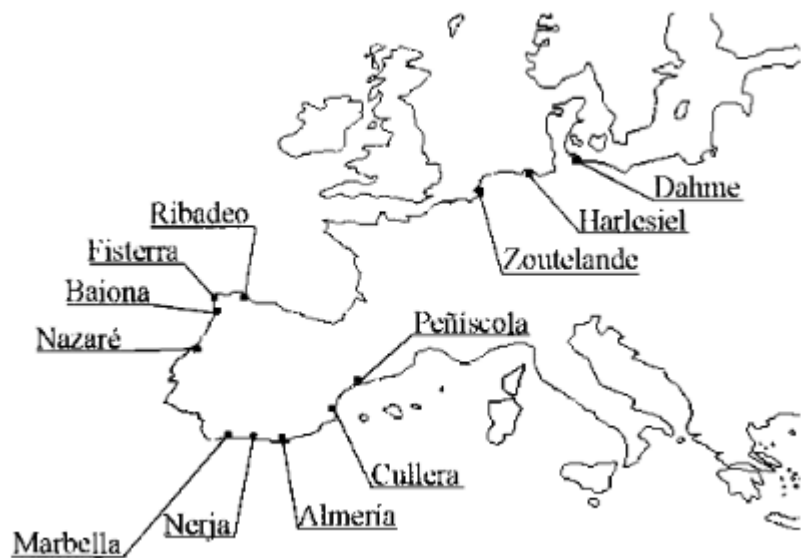 Dahme
Ribadeo
Harlesiel
Fisterra
Zoutelande
Baiona
Peñiscola
Nazaré
Cullera
Almería
Nerja
Marbella